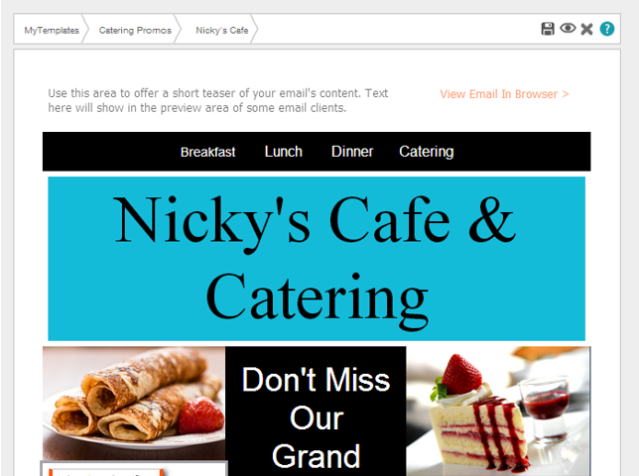 MyTemplates Catering Promos Nicky's Cafe ?
Use this area to offer a short teaser of your email's content. Text
here will show in the preview area of some email clients.
View Email In Browser >
Breakfast Lunch Dinner Catering
Nicky's Cafe &
Catering
Don't Miss
Our
Grand